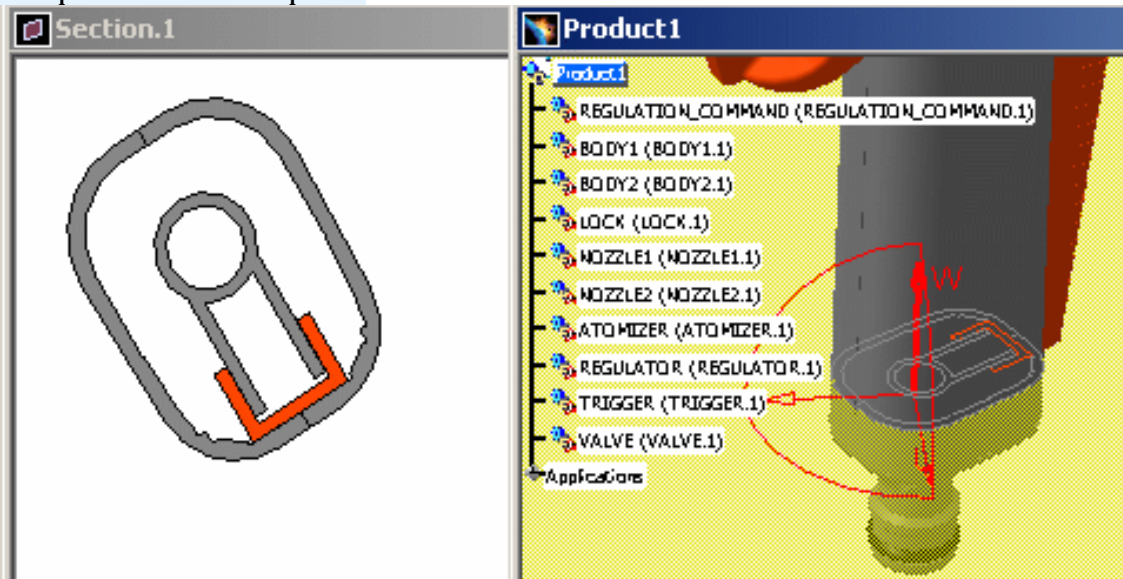 Section.1
Product1
Product1
REGULATION_COMMAND (REGULATION_COMMAND.1)
BODY1 (BODY1.1)
BODY2 (BODY2.1)
LOCK (LOCK.1)
NOZZLE1 (NOZZLE1.1)
NOZZLE2 (NOZZLE2.1)
ATOMIZER (ATOMIZER.1)
REGULATOR (REGULATOR.1)
TRIGGER (TRIGGER.1)
VALVE (VALVE.1)
Applications
W